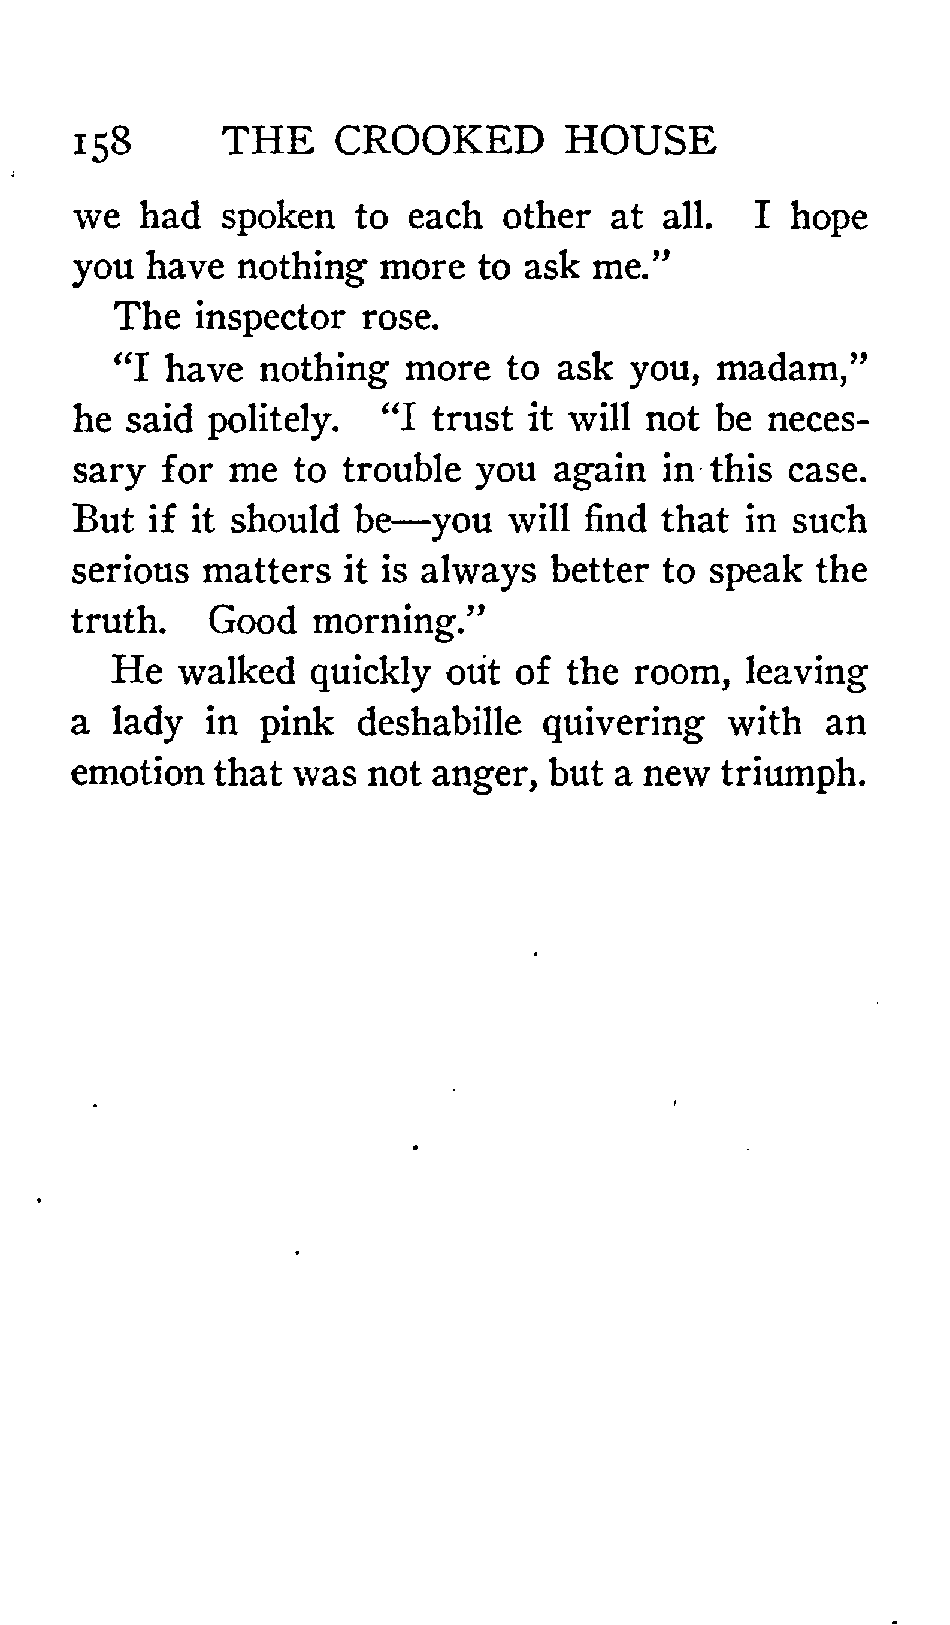 158 THE CROOKED HOUSE
we had spoken to each other at all. I hope
you have nothing more to ask me."
The inspector rose.
"I have nothing more to ask you, madam,"
he said politely. "I trust it will not be neces-
sary for me to trouble you again in this case.
But if it should be—you will find that in such
serious matters it is always better to speak the
truth. Good morning."
He walked quickly out of the room, leaving
a lady in pink deshabille quivering with an
emotion that was not anger, but a new triumph.